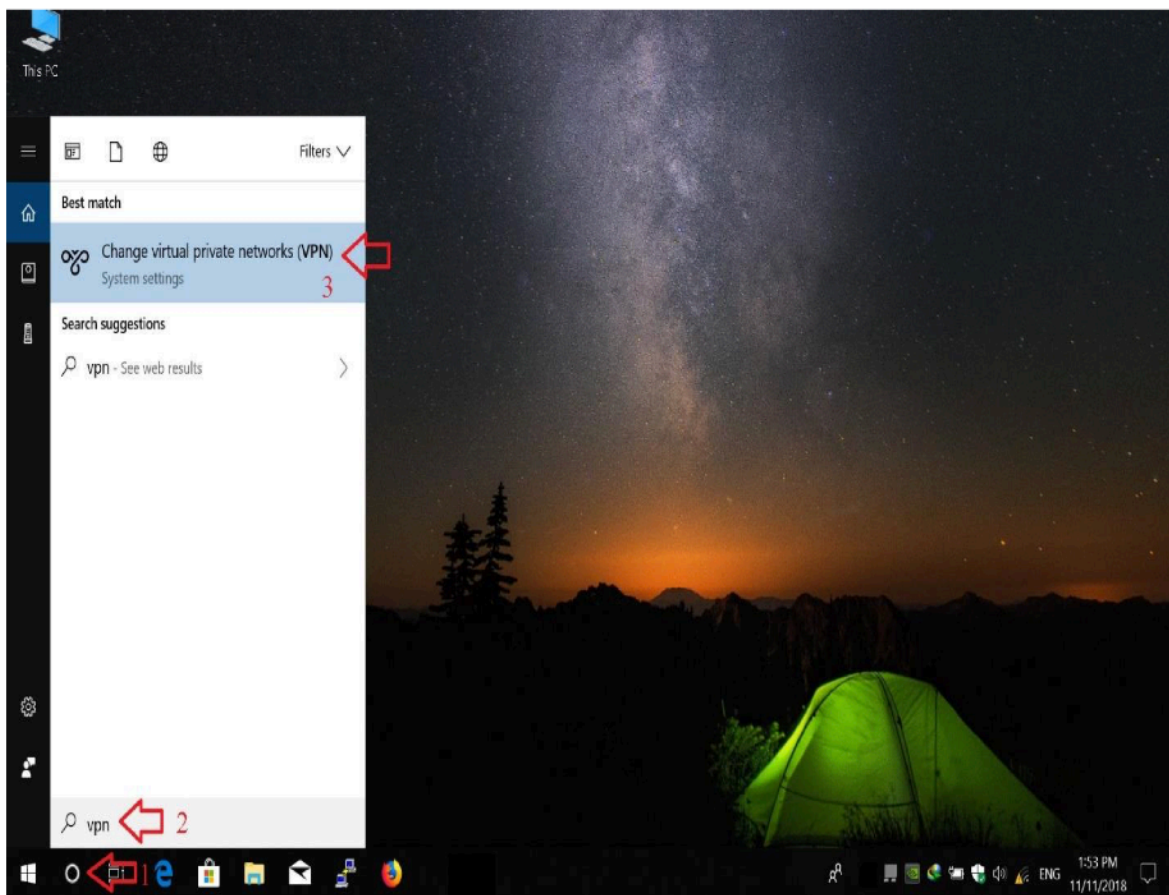 This PC
Filters
Best match
Change virtual private networks (VPN)
System settings
3
Search suggestions
vpn - See web results
vpn
2
1
ENG
1:53 PM
11/11/2018